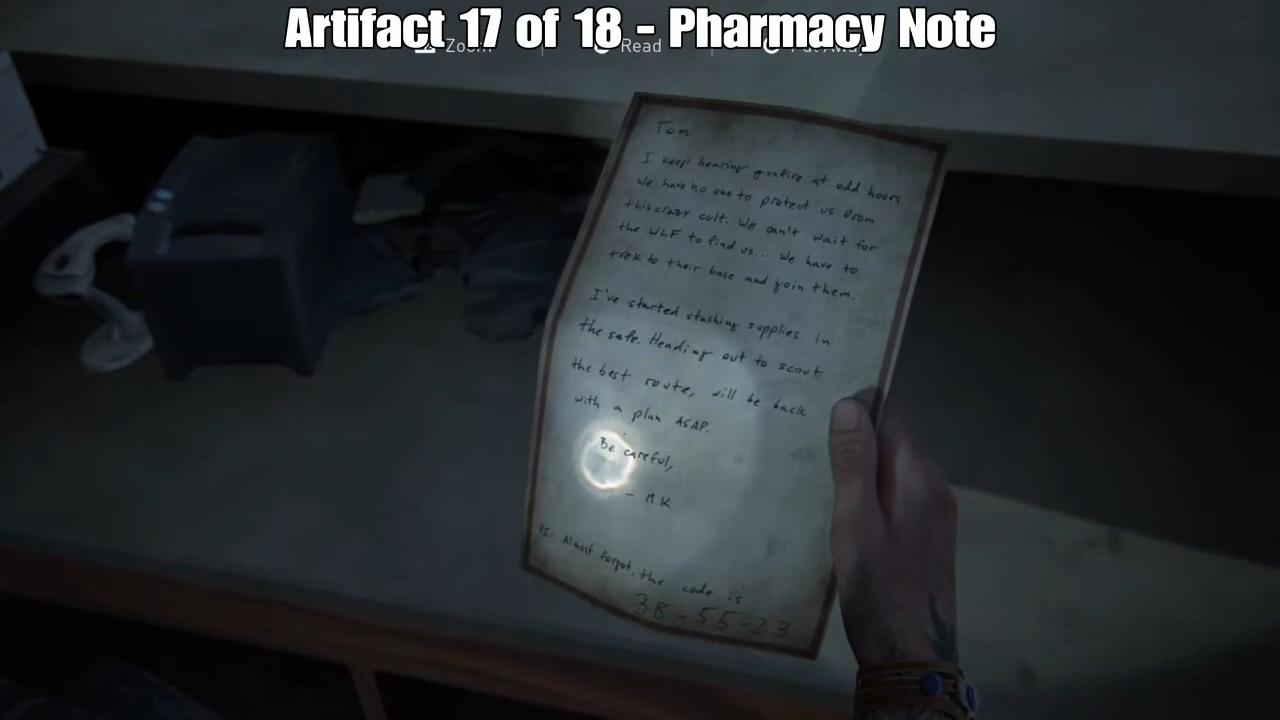 Artifact 17 of 18 - Pharmacy Note
Zoom | Read | Put Away
Tom
I keep hearing gunfire at odd hours.
We have no one to protect us from
this crazy cult. We can't wait for
the WLF to find us... We have to
trek to their base and join them.
I've started stashing supplies in
the safe. Heading out to scout
the best route, will be back
with a plan ASAP.
Be careful,
- MK
PS: Almost forgot, the code is
38-55-23